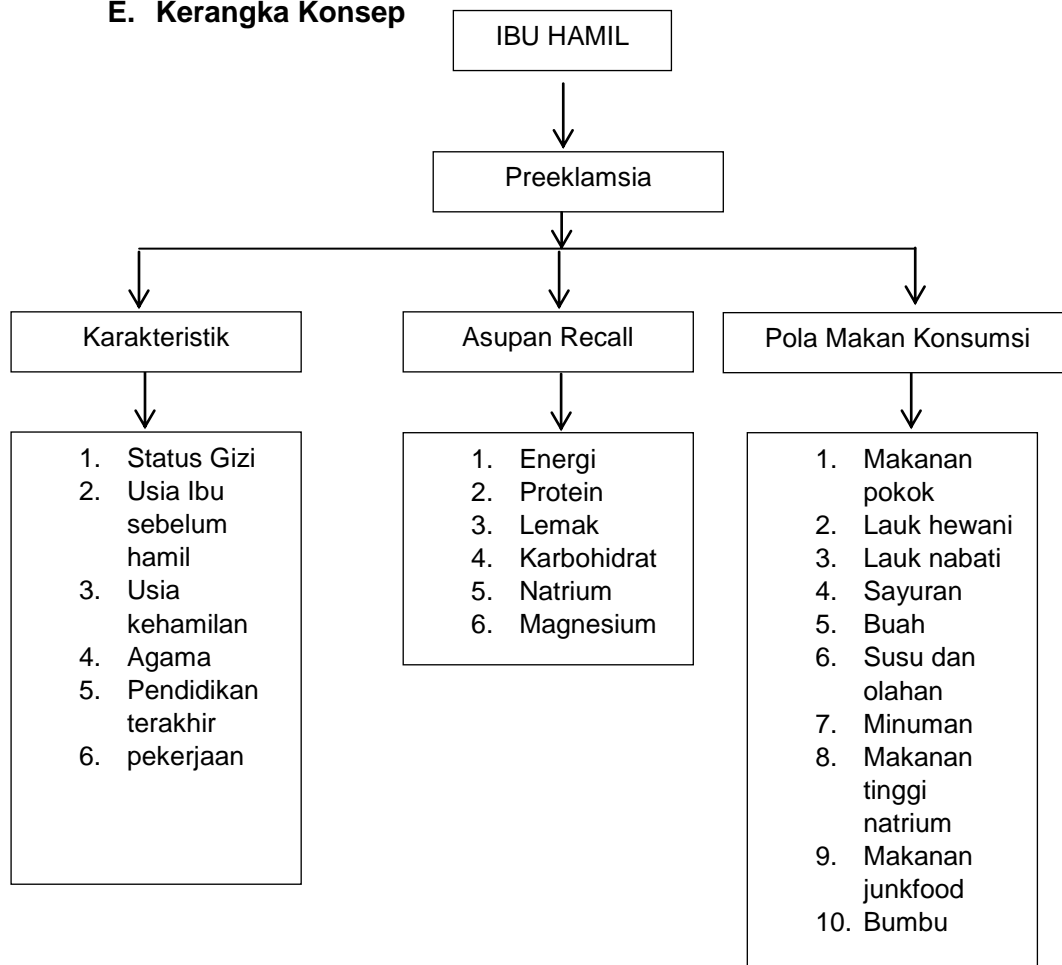 E. Kerangka Konsep
IBU HAMIL
Preeklamsia
Karakteristik
Asupan Recall
Pola Makan Konsumsi
1. Status Gizi
2. Usia Ibu
sebelum
hamil
3. Usia
kehamilan
4. Agama
5. Pendidikan
terakhir
6. pekerjaan
1. Energi
2. Protein
3. Lemak
4. Karbohidrat
5. Natrium
6. Magnesium
1. Makanan
pokok
2. Lauk hewani
3. Lauk nabati
4. Sayuran
5. Buah
6. Susu dan
olahan
7. Minuman
8. Makanan
tinggi
natrium
9. Makanan
junkfood
10. Bumbu